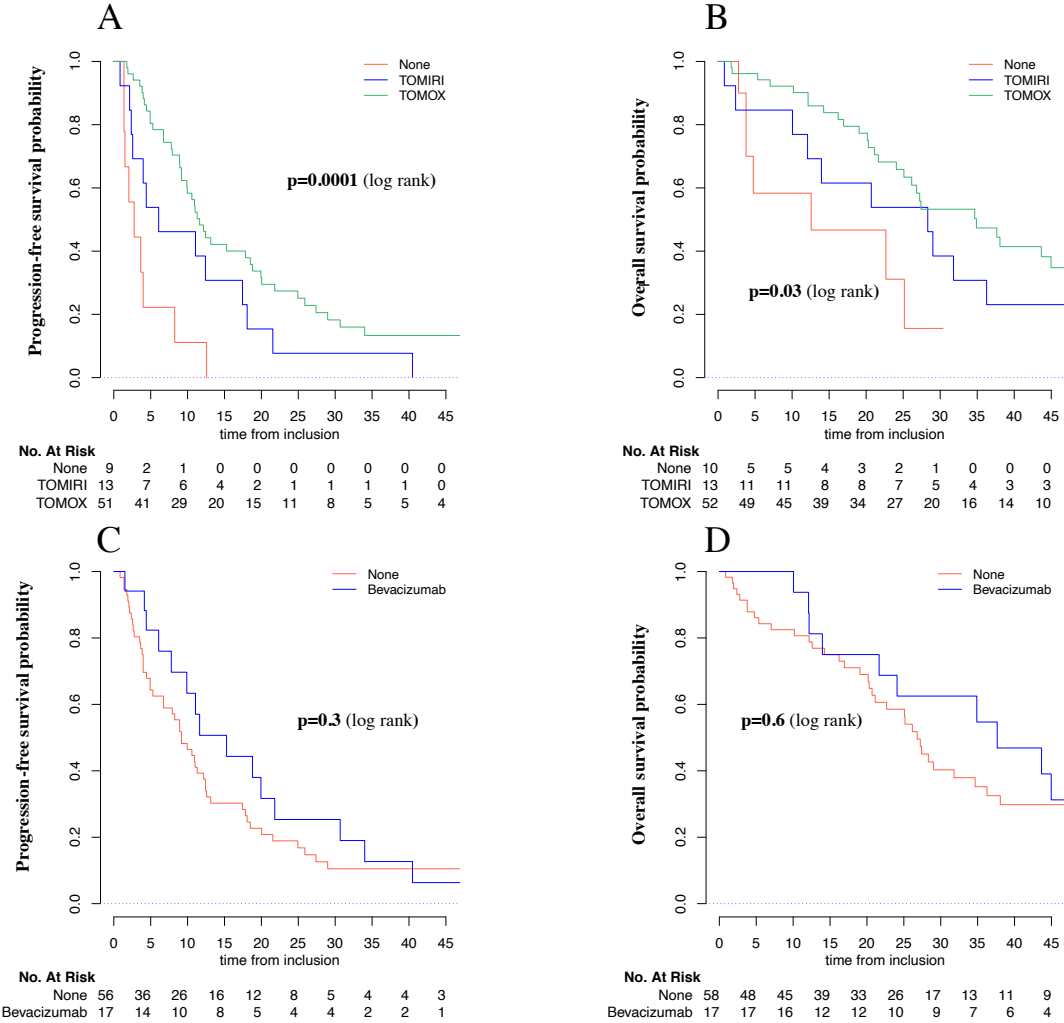 A
Progression-free survival probability
1.0
0.8
0.6
0.4
0.2
0.0
None
TOMIRI
TOMOX
p=0.0001 (log rank)
0 5 10 15 20 25 30 35 40 45
time from inclusion
No. At Risk
None 9 2 1 0 0 0 0 0 0 0
TOMIRI 13 7 6 4 2 1 1 1 1 0
TOMOX 51 41 29 20 15 11 8 5 5 4
B
Overall survival probability
1.0
0.8
0.6
0.4
0.2
0.0
None
TOMIRI
TOMOX
p=0.03 (log rank)
0 5 10 15 20 25 30 35 40 45
time from inclusion
No. At Risk
None 10 5 5 4 3 2 1 0 0 0
TOMIRI 13 11 11 8 8 7 5 4 3 3
TOMOX 52 49 45 39 34 27 20 16 14 10
C
Progression-free survival probability
1.0
0.8
0.6
0.4
0.2
0.0
None
Bevacizumab
p=0.3 (log rank)
0 5 10 15 20 25 30 35 40 45
time from inclusion
No. At Risk
None 56 36 26 16 12 8 5 4 4 3
Bevacizumab 17 14 10 8 5 4 4 2 2 1
D
Overall survival probability
1.0
0.8
0.6
0.4
0.2
0.0
None
Bevacizumab
p=0.6 (log rank)
0 5 10 15 20 25 30 35 40 45
time from inclusion
No. At Risk
None 58 48 45 39 33 26 17 13 11 9
Bevacizumab 17 17 16 12 12 10 9 7 6 4